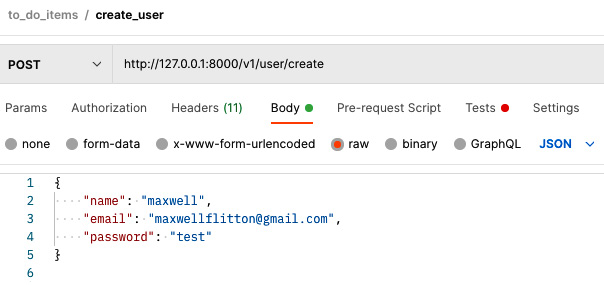 to_do_items / create_user
POST http://127.0.0.1:8000/v1/user/create
Params Authorization Headers (11) Body Pre-request Script Tests Settings
none form-data x-www-form-urlencoded raw binary GraphQL JSON
1 {
2 "name": "maxwell",
3 "email": "maxwellflitton@gmail.com",
4 "password": "test"
5 }
6